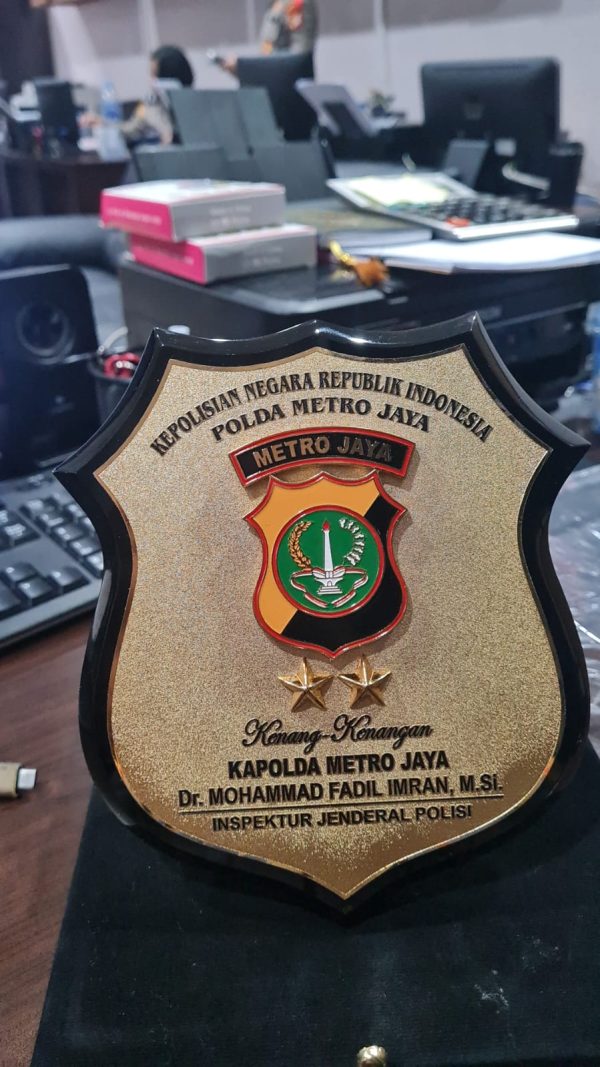 KEPOLISIAN NEGARA REPUBLIK INDONESIA
POLDA METRO JAYA
METRO JAYA
Kenang-Kenangan
KAPOLDA METRO JAYA
Dr. MOHAMMAD FADIL IMRAN, M.Si.
INSPEKTUR JENDERAL POLISI